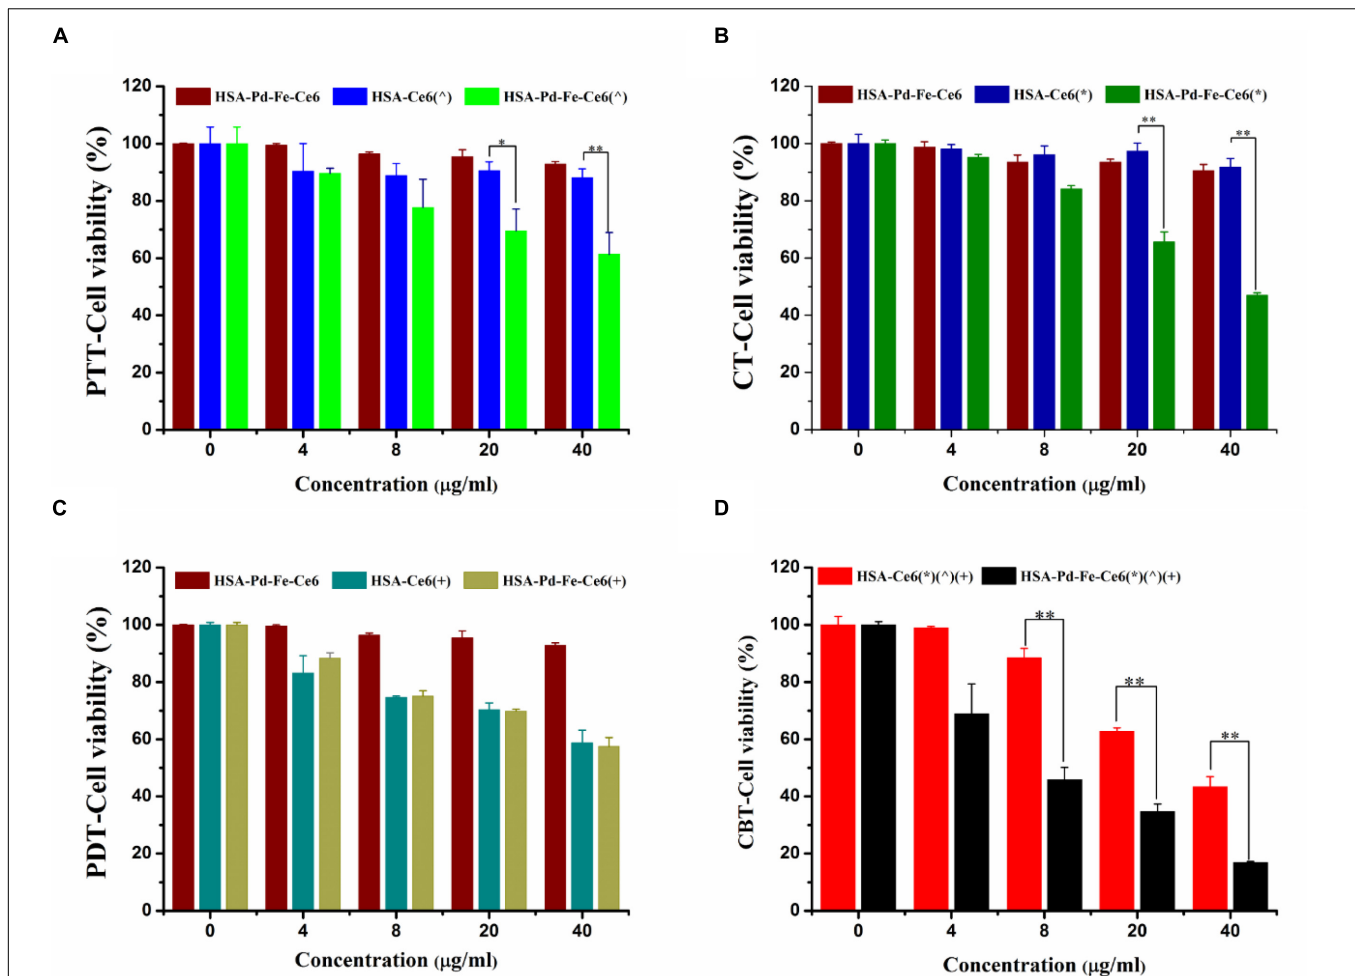 A
120
HSA-Pd-Fe-Ce6
HSA-Ce6(^)
HSA-Pd-Fe-Ce6(^)
100
80
60
40
20
0
*
**
PTT-Cell viability (%)
0 4 8 20 40
Concentration (μg/ml)
B
120
HSA-Pd-Fe-Ce6
HSA-Ce6(*)
HSA-Pd-Fe-Ce6(*)
100
80
60
40
20
0
**
**
CT-Cell viability (%)
0 4 8 20 40
Concentration (μg/ml)
C
120
HSA-Pd-Fe-Ce6
HSA-Ce6(+)
HSA-Pd-Fe-Ce6(+)
100
80
60
40
20
0
PDT-Cell viability (%)
0 4 8 20 40
Concentration (μg/ml)
D
120
HSA-Ce6(*)(^)(+)
HSA-Pd-Fe-Ce6(*)(^)(+)
100
80
60
40
20
0
**
**
**
CBT-Cell viability (%)
0 4 8 20 40
Concentration (μg/ml)